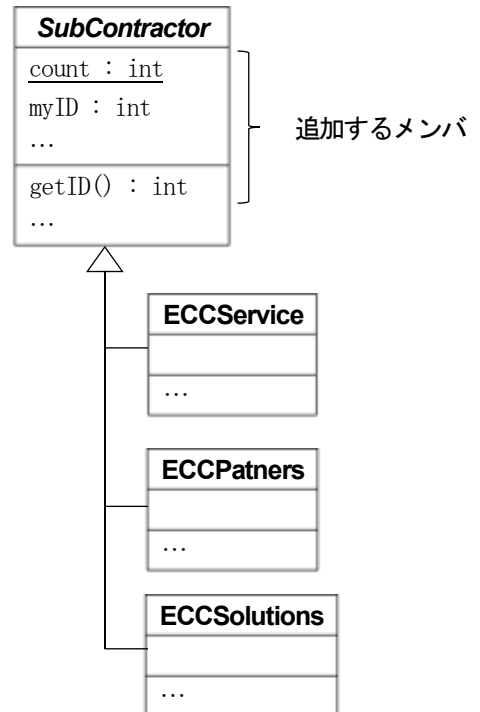 SubContractor
count : int
myID : int
…
追加するメンバ
getID() : int
…
ECCService
…
ECCPatners
…
ECCSolutions
…